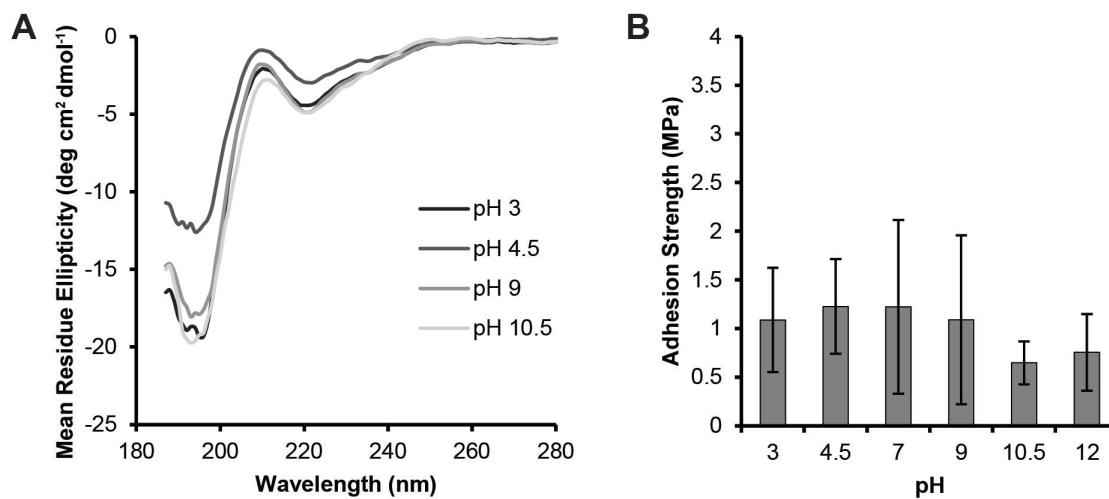 A
Mean Residue Ellipticity (deg cm² dmol⁻¹)
0
-5
-10
-15
-20
-25
180
200
220
240
260
280
Wavelength (nm)
pH 3
pH 4.5
pH 9
pH 10.5
B
Adhesion Strength (MPa)
4
3.5
3
2.5
2
1.5
1
0.5
0
3
4.5
7
9
10.5
12
pH